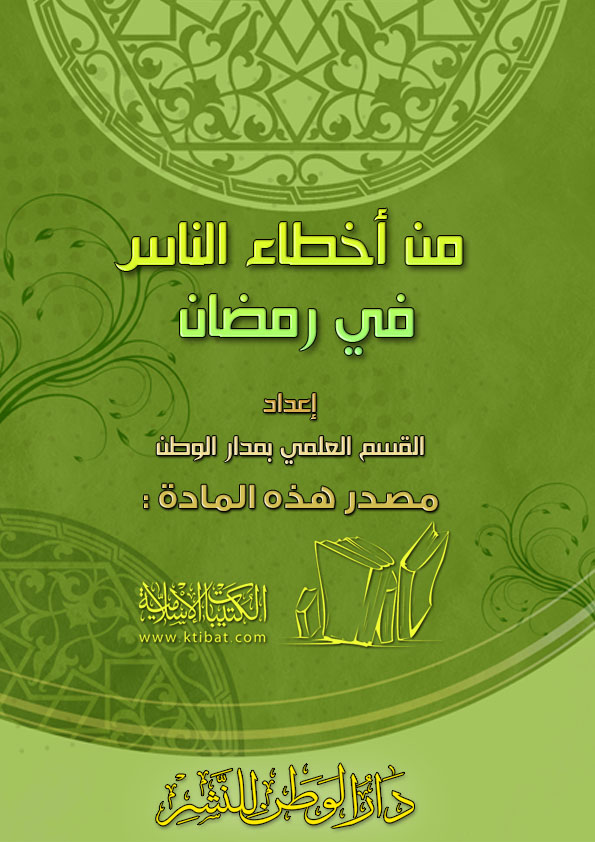 من أخطاء الناس
في رمضان
إعداد
القسم العلمي بمدار الوطن
مصدر هذه المادة :
الكتيبات الإسلامية
www.ktibat.com
دار الوطن للنشر